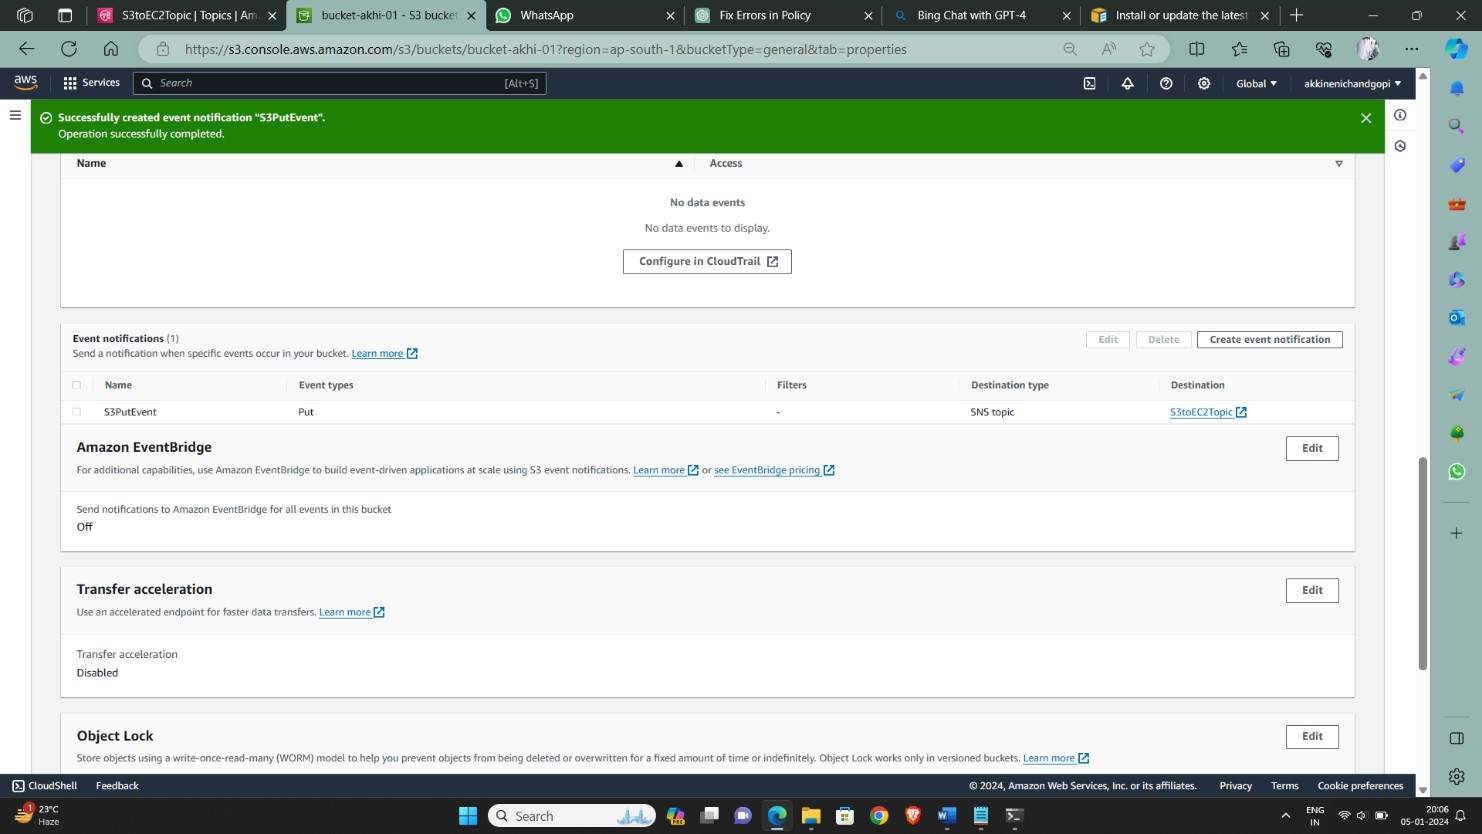 S3toEC2Topic | Topics | Am
bucket-akhi-01 - S3 bucket
WhatsApp
Fix Errors in Policy
Bing Chat with GPT-4
Install or update the latest
https://s3.console.aws.amazon.com/s3/buckets/bucket-akhi-01?region=ap-south-1&bucketType=general&tab=properties
aws
Services
Search
[Alt+S]
Global
akkinenichandgopi
Successfully created event notification "S3PutEvent".
Operation successfully completed.
Name
Access
No data events
No data events to display.
Configure in CloudTrail
Event notifications (1)
Edit
Delete
Create event notification
Send a notification when specific events occur in your bucket. Learn more
Name
Event types
Filters
Destination type
Destination
S3PutEvent
Put
-
SNS topic
S3toEC2Topic
Amazon EventBridge
Edit
For additional capabilities, use Amazon EventBridge to build event-driven applications at scale using S3 event notifications. Learn more or see EventBridge pricing
Send notifications to Amazon EventBridge for all events in this bucket
Off
Transfer acceleration
Edit
Use an accelerated endpoint for faster data transfers. Learn more
Transfer acceleration
Disabled
Object Lock
Edit
Store objects using a write-once-read-many (WORM) model to help you prevent objects from being deleted or overwritten for a fixed amount of time or indefinitely. Object Lock works only in versioned buckets. Learn more
CloudShell
Feedback
© 2024, Amazon Web Services, Inc. or its affiliates.
Privacy
Terms
Cookie preferences
1
23°C
Haze
Search
PRE
ENG
IN
20:06
05-01-2024